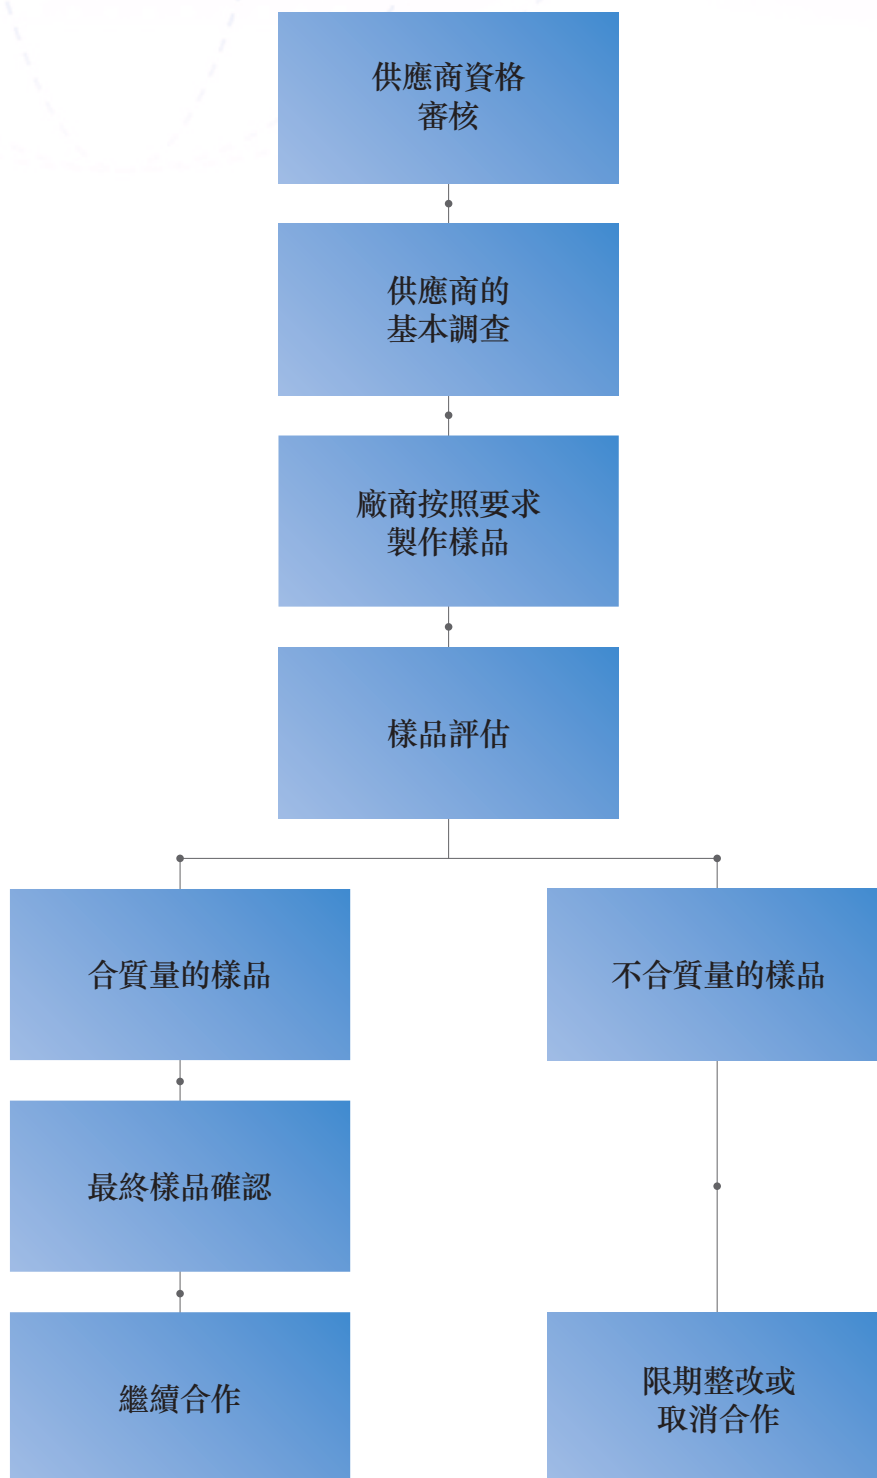 供應商資格
審核
供應商的
基本調查
廠商按照要求
製作樣品
樣品評估
合質量的樣品
不合質量的樣品
最終樣品確認
繼續合作
限期整改或
取消合作